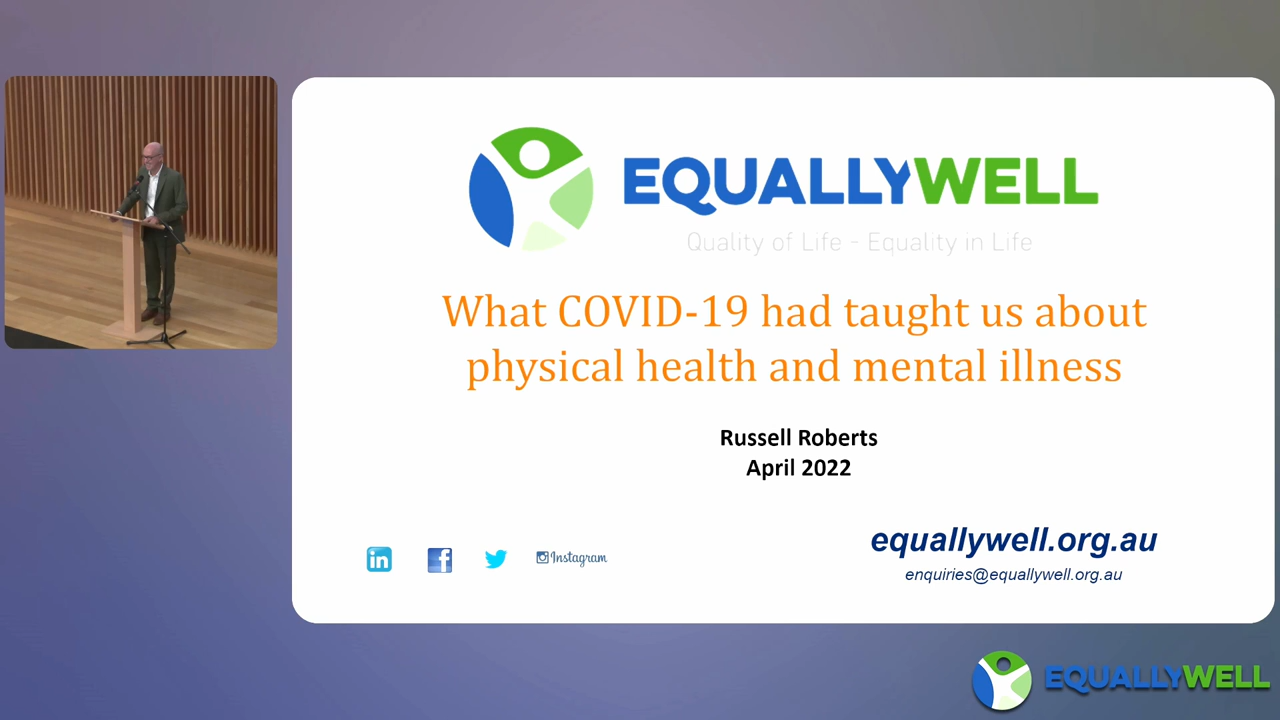 EQUALLYWELL
Quality of Life - Equality in Life
What COVID-19 had taught us about
physical health and mental illness
Russell Roberts
April 2022
in
f
Instagram
equallywell.org.au
enquiries@equallywell.org.au
EQUALLYWELL